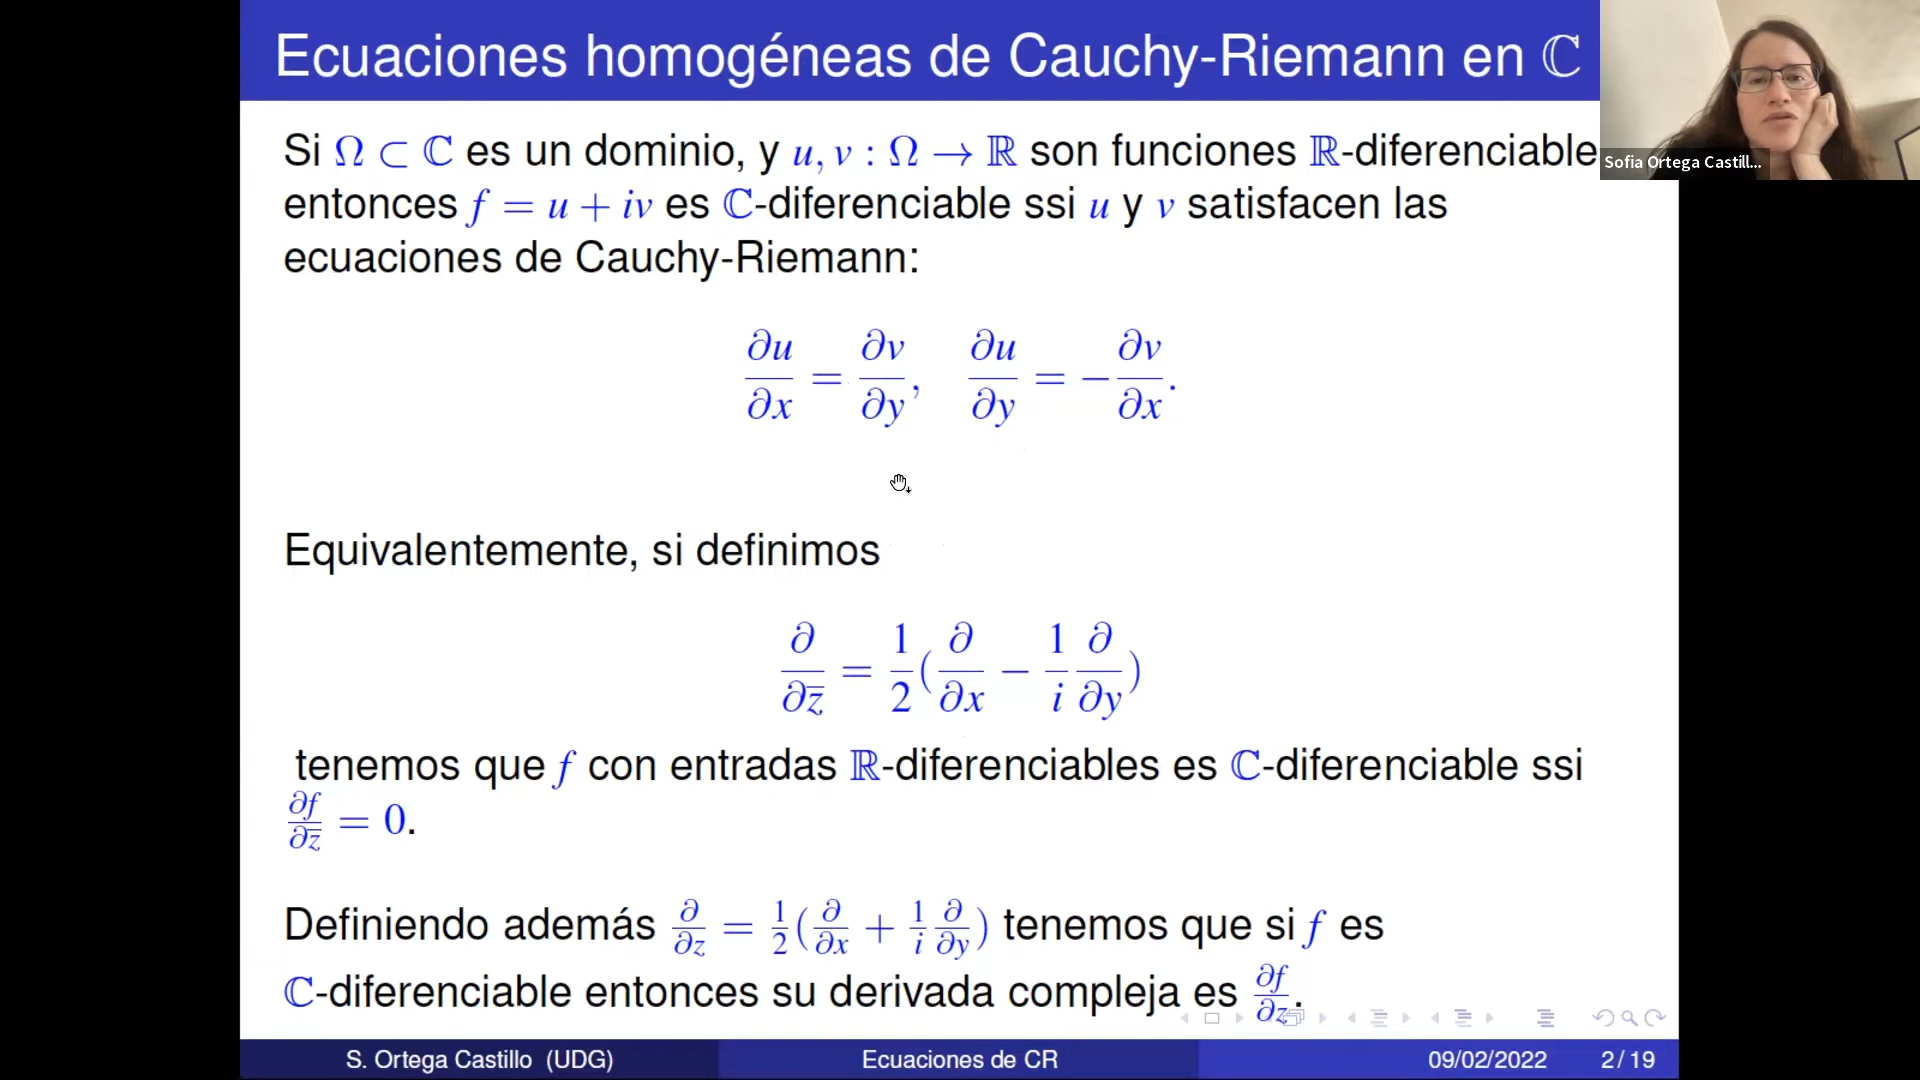 Ecuaciones homogéneas de Cauchy-Riemann en ℂ
Sofia Ortega Castill...
Si Ω ⊂ ℂ es un dominio, y u, v : Ω → ℝ son funciones ℝ-diferenciable
entonces f = u + iv es ℂ-diferenciable ssi u y v satisfacen las
ecuaciones de Cauchy-Riemann:
∂u/∂x = ∂v/∂y, ∂u/∂y = −∂v/∂x.
Equivalentemente, si definimos
∂/∂z̅ = 1/2(∂/∂x − 1/i ∂/∂y)
tenemos que f con entradas ℝ-diferenciables es ℂ-diferenciable ssi
∂f/∂z̅ = 0.
Definiendo además ∂/∂z = 1/2(∂/∂x + 1/i ∂/∂y) tenemos que si f es
ℂ-diferenciable entonces su derivada compleja es ∂f/∂z.
S. Ortega Castillo (UDG) Ecuaciones de CR 09/02/2022 2 / 19